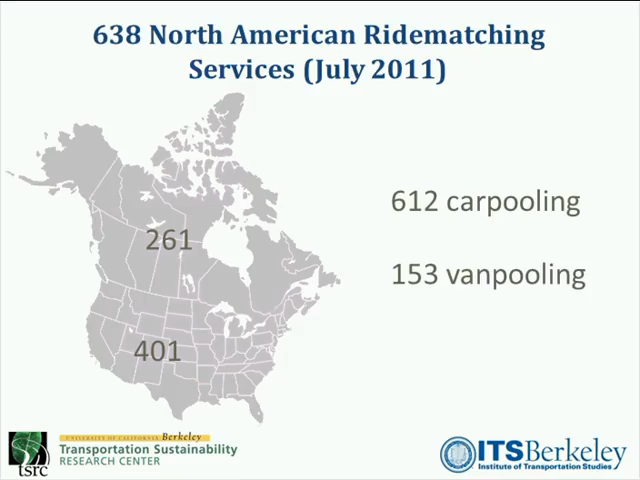 638 North American Ridematching
Services (July 2011)
612 carpooling
261
153 vanpooling
401
UNIVERSITY OF CALIFORNIA Berkeley
Transportation Sustainability
RESEARCH CENTER
tsrc
ITSBerkeley
Institute of Transportation Studies